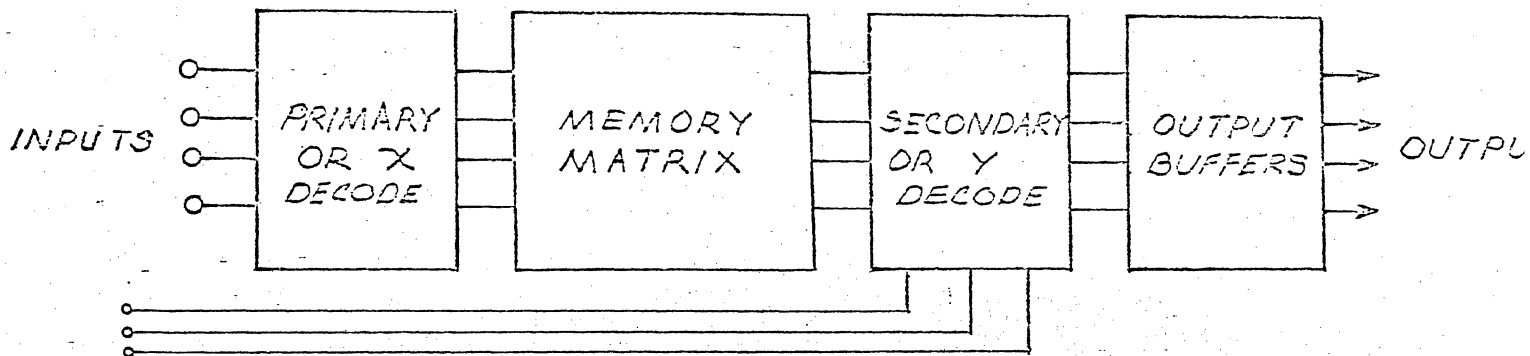 INPUTS
PRIMARY
OR X
DECODE
MEMORY
MATRIX
SECONDARY
OR Y
DECODE
OUTPUT
BUFFERS
OUTPU